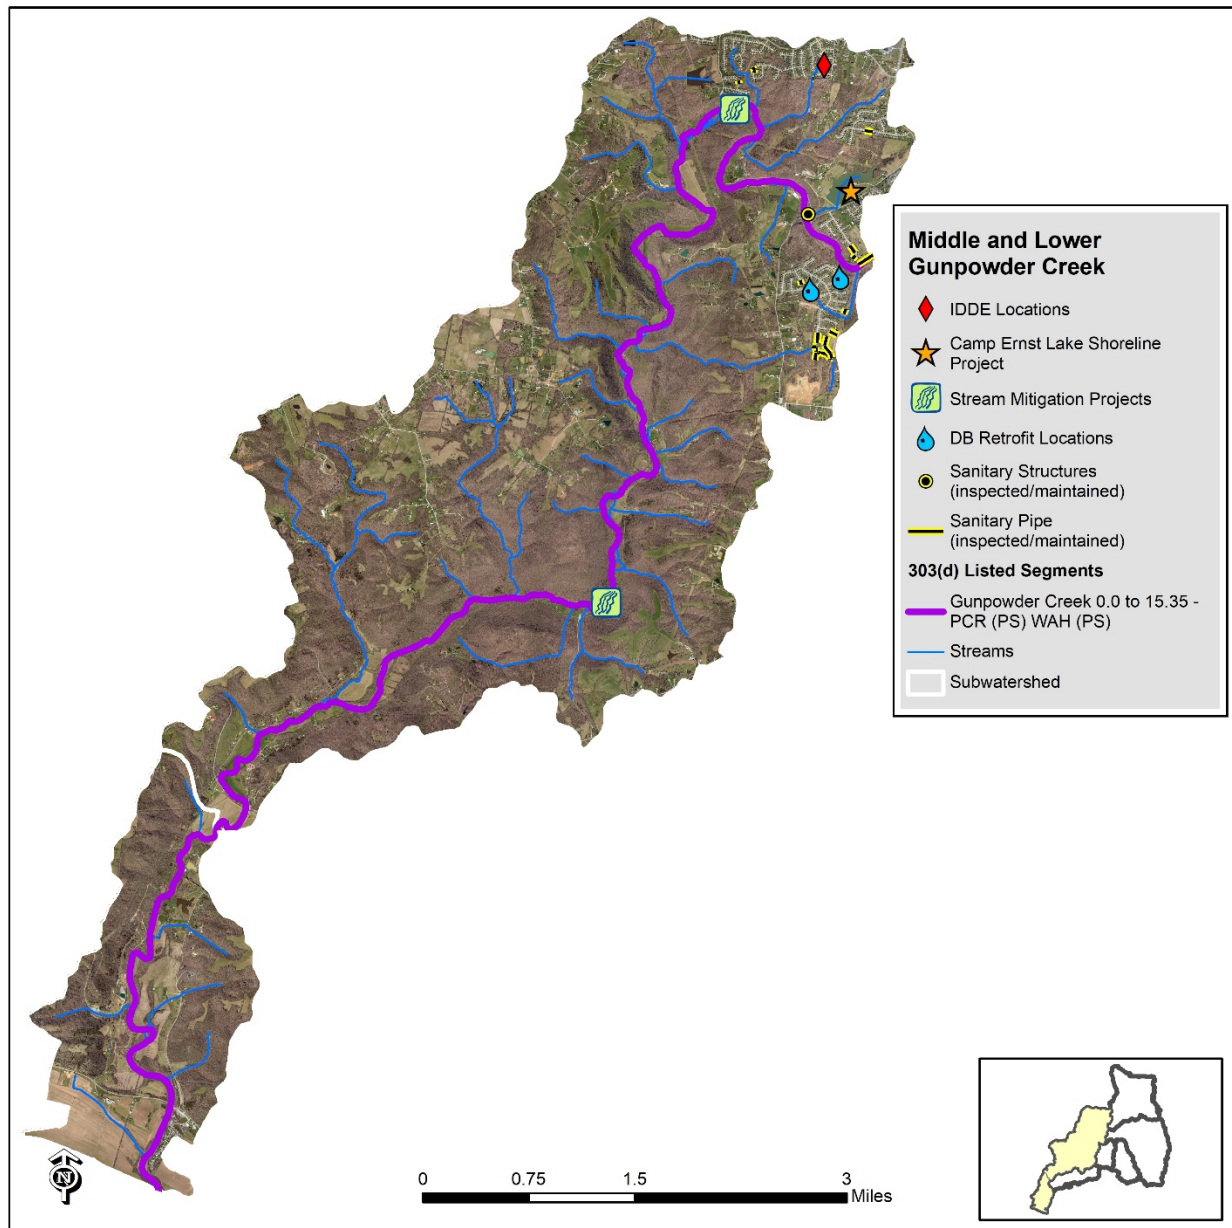 Middle and Lower
Gunpowder Creek
IDDE Locations
Camp Ernst Lake Shoreline
Project
Stream Mitigation Projects
DB Retrofit Locations
Sanitary Structures
(inspected/maintained)
Sanitary Pipe
(inspected/maintained)
303(d) Listed Segments
Gunpowder Creek 0.0 to 15.35 -
PCR (PS) WAH (PS)
Streams
Subwatershed
N
0 0.75 1.5 3
Miles